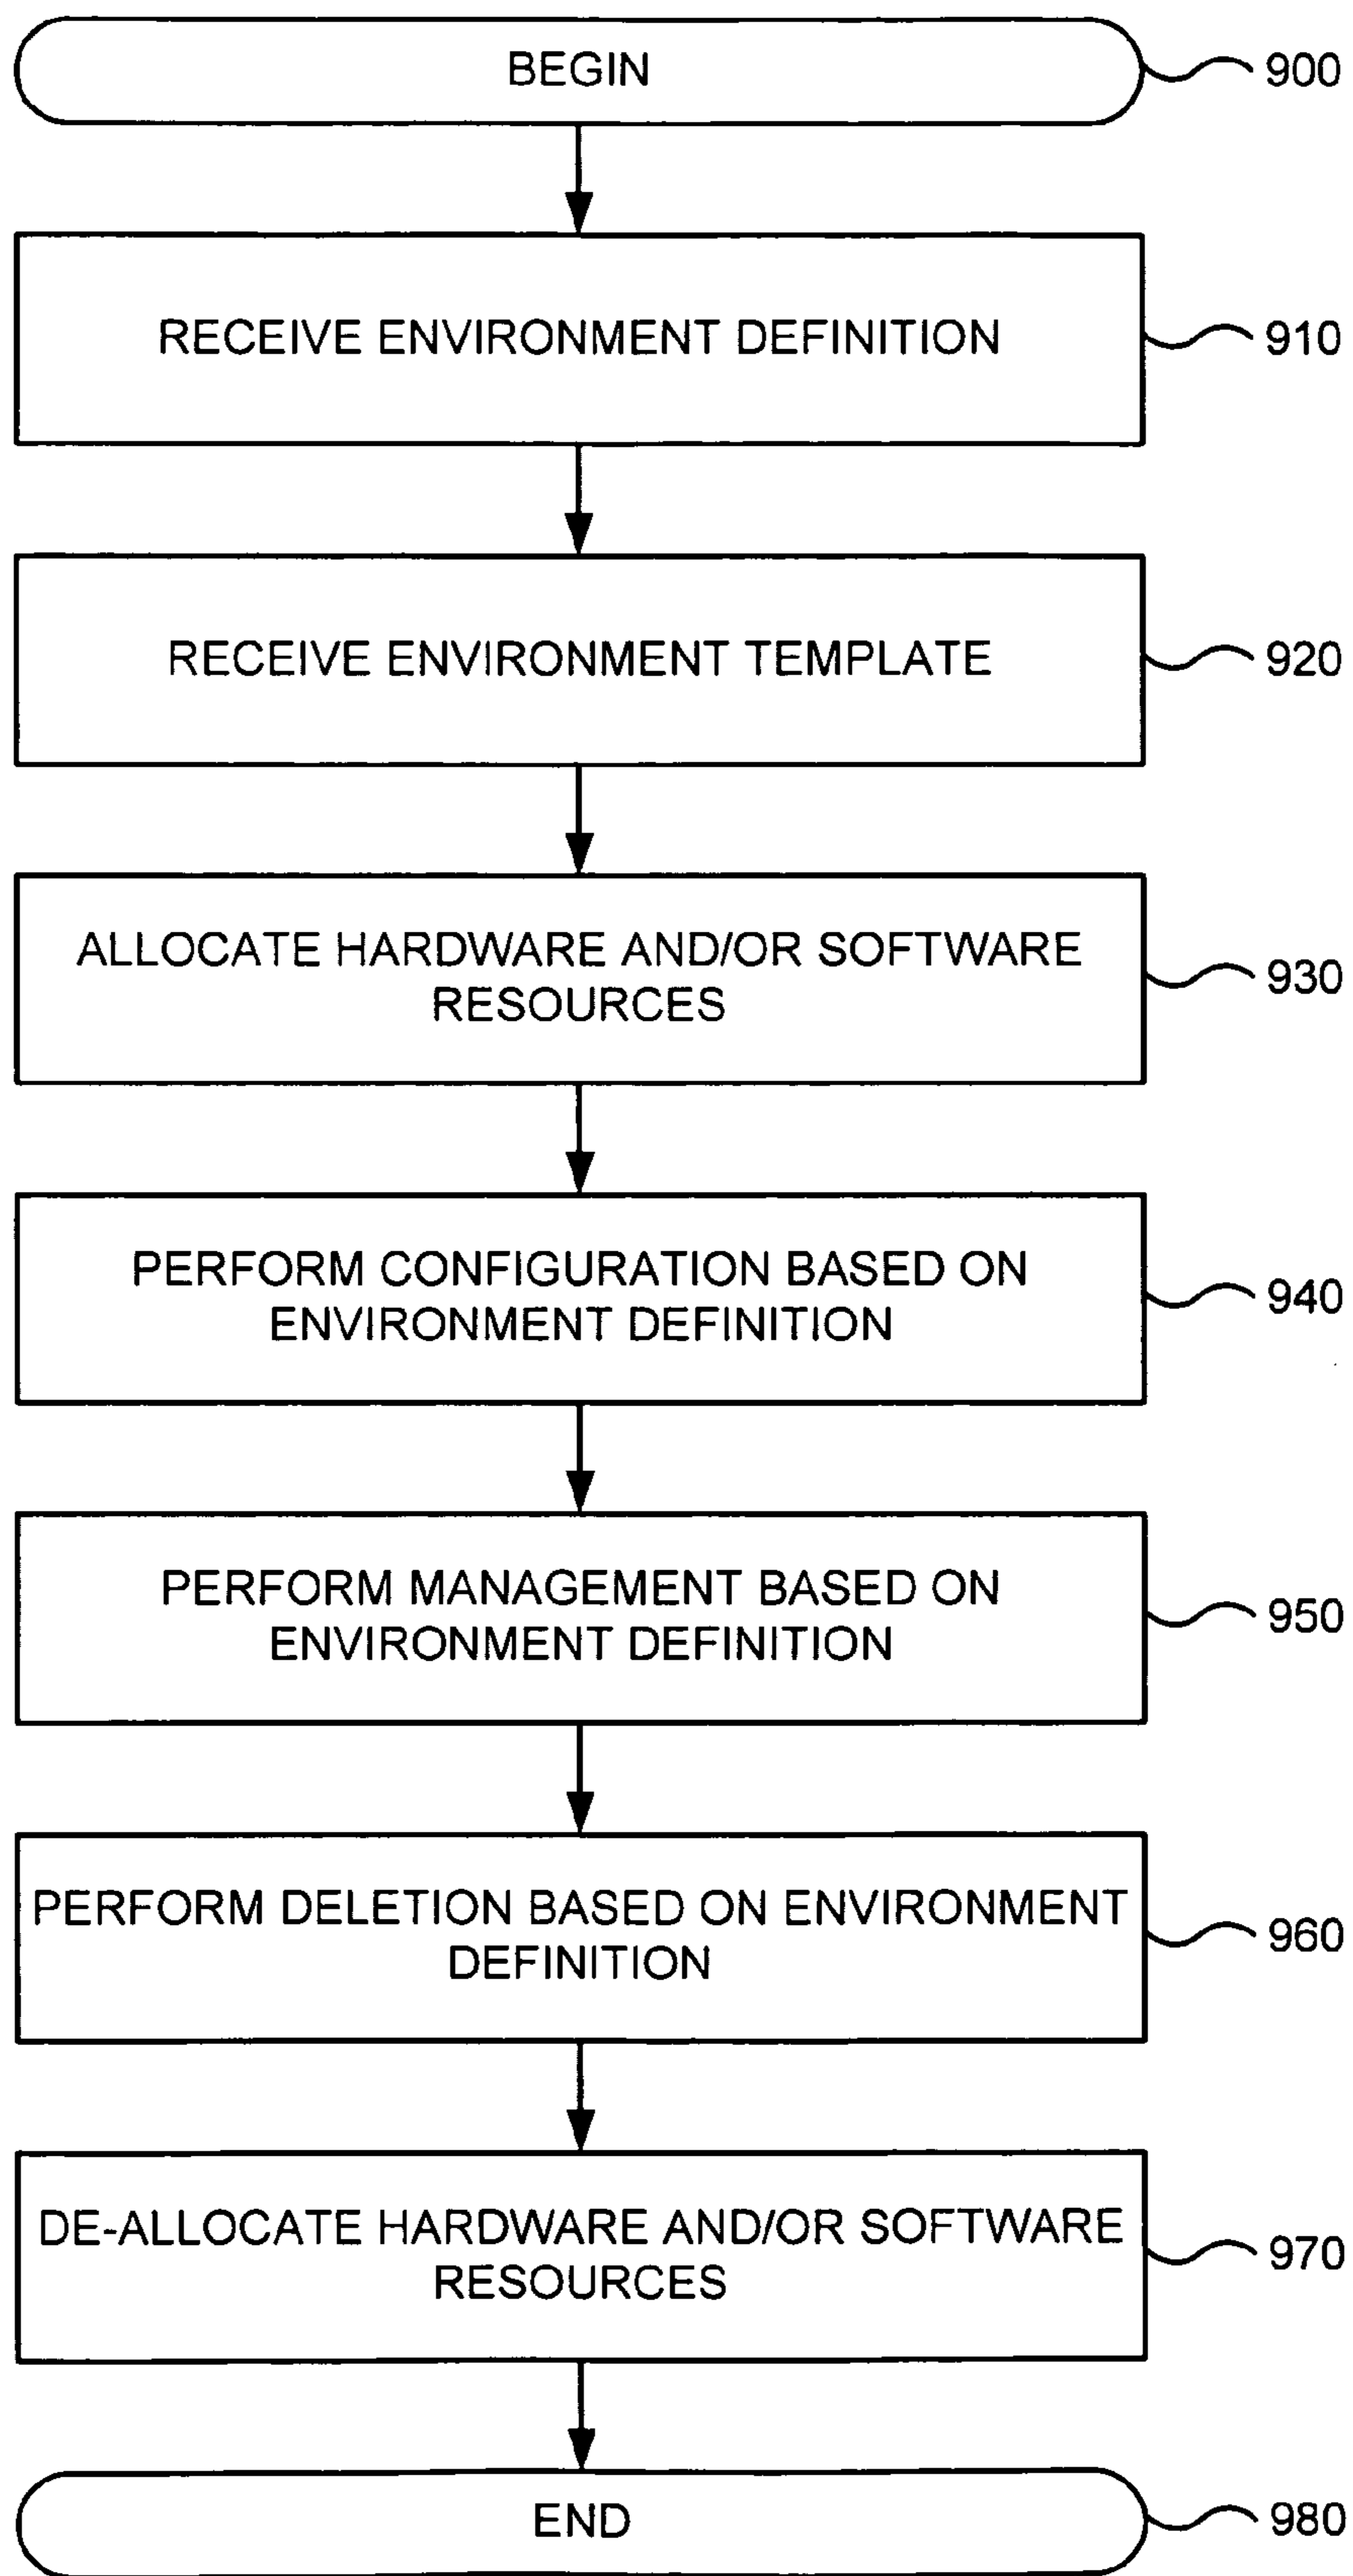 BEGIN
900
RECEIVE ENVIRONMENT DEFINITION
910
RECEIVE ENVIRONMENT TEMPLATE
920
ALLOCATE HARDWARE AND/OR SOFTWARE
RESOURCES
930
PERFORM CONFIGURATION BASED ON
ENVIRONMENT DEFINITION
940
PERFORM MANAGEMENT BASED ON
ENVIRONMENT DEFINITION
950
PERFORM DELETION BASED ON ENVIRONMENT
DEFINITION
960
DE-ALLOCATE HARDWARE AND/OR SOFTWARE
RESOURCES
970
END
980